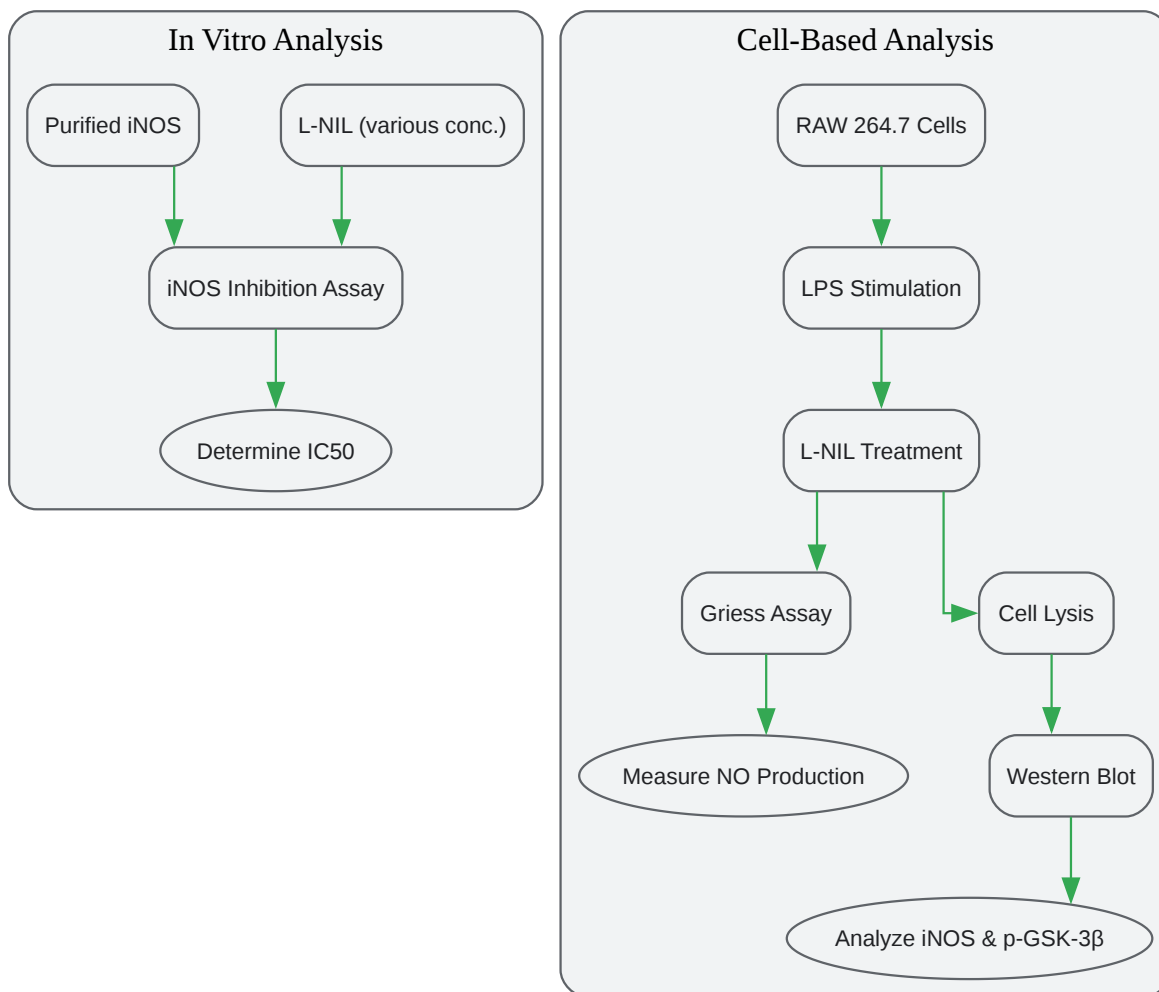 In Vitro Analysis
Purified iNOS
L-NIL (various conc.)
iNOS Inhibition Assay
Determine IC50
Cell-Based Analysis
RAW 264.7 Cells
LPS Stimulation
L-NIL Treatment
Griess Assay
Cell Lysis
Measure NO Production
Western Blot
Analyze iNOS & p-GSK-3β